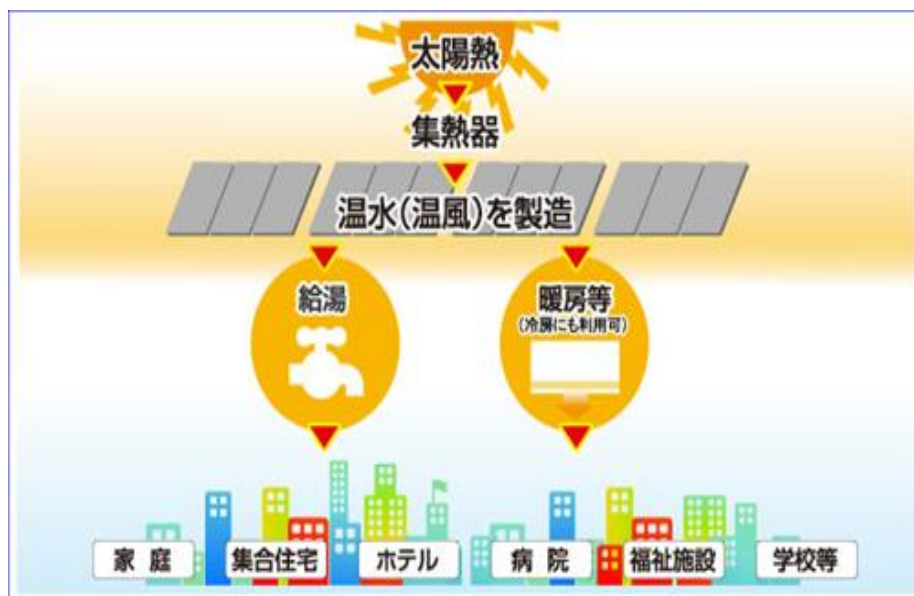 太陽熱
集熱器
温水(温風)を製造
給湯
暖房等
(冷房にも利用可)
家庭
集合住宅
ホテル
病院
福祉施設
学校等